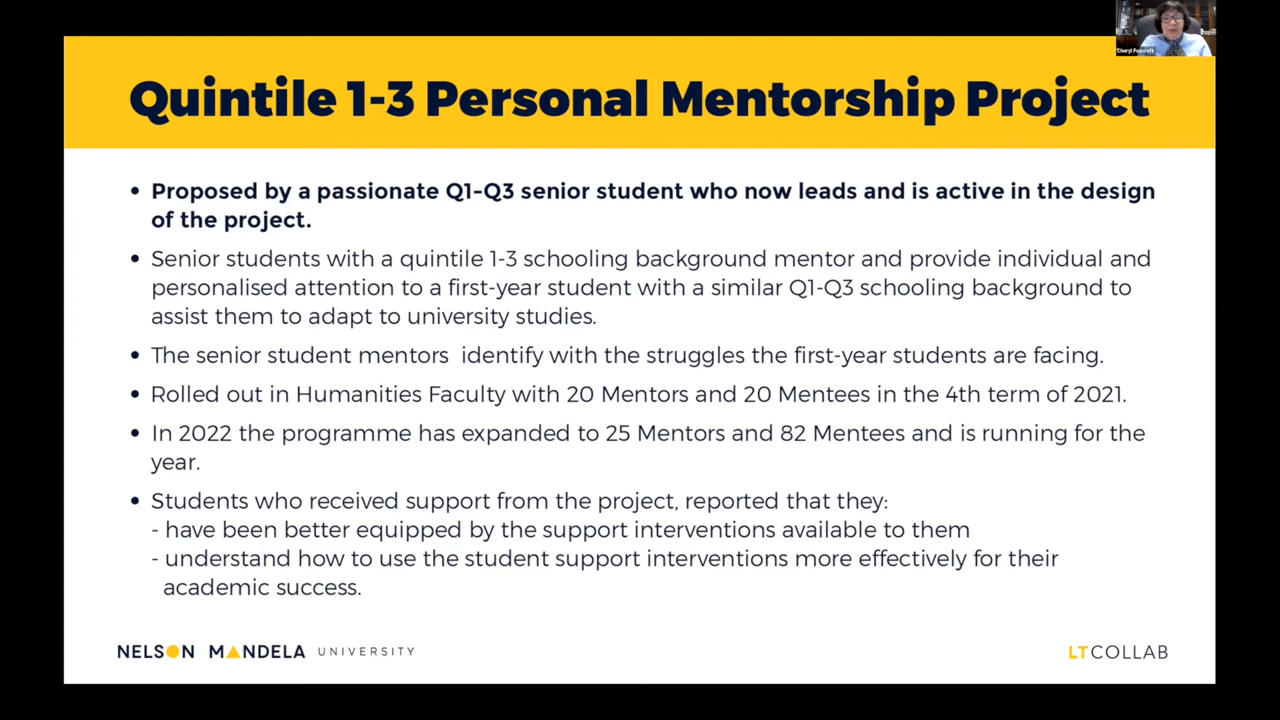 Cheryl Foxcroft
Quintile 1-3 Personal Mentorship Project
• Proposed by a passionate Q1-Q3 senior student who now leads and is active in the design
of the project.
• Senior students with a quintile 1-3 schooling background mentor and provide individual and
personalised attention to a first-year student with a similar Q1-Q3 schooling background to
assist them to adapt to university studies.
• The senior student mentors  identify with the struggles the first-year students are facing.
• Rolled out in Humanities Faculty with 20 Mentors and 20 Mentees in the 4th term of 2021.
• In 2022 the programme has expanded to 25 Mentors and 82 Mentees and is running for the
year.
• Students who received support from the project, reported that they:
- have been better equipped by the support interventions available to them
- understand how to use the student support interventions more effectively for their
academic success.
NELSON MANDELA UNIVERSITY
LTCOLLAB